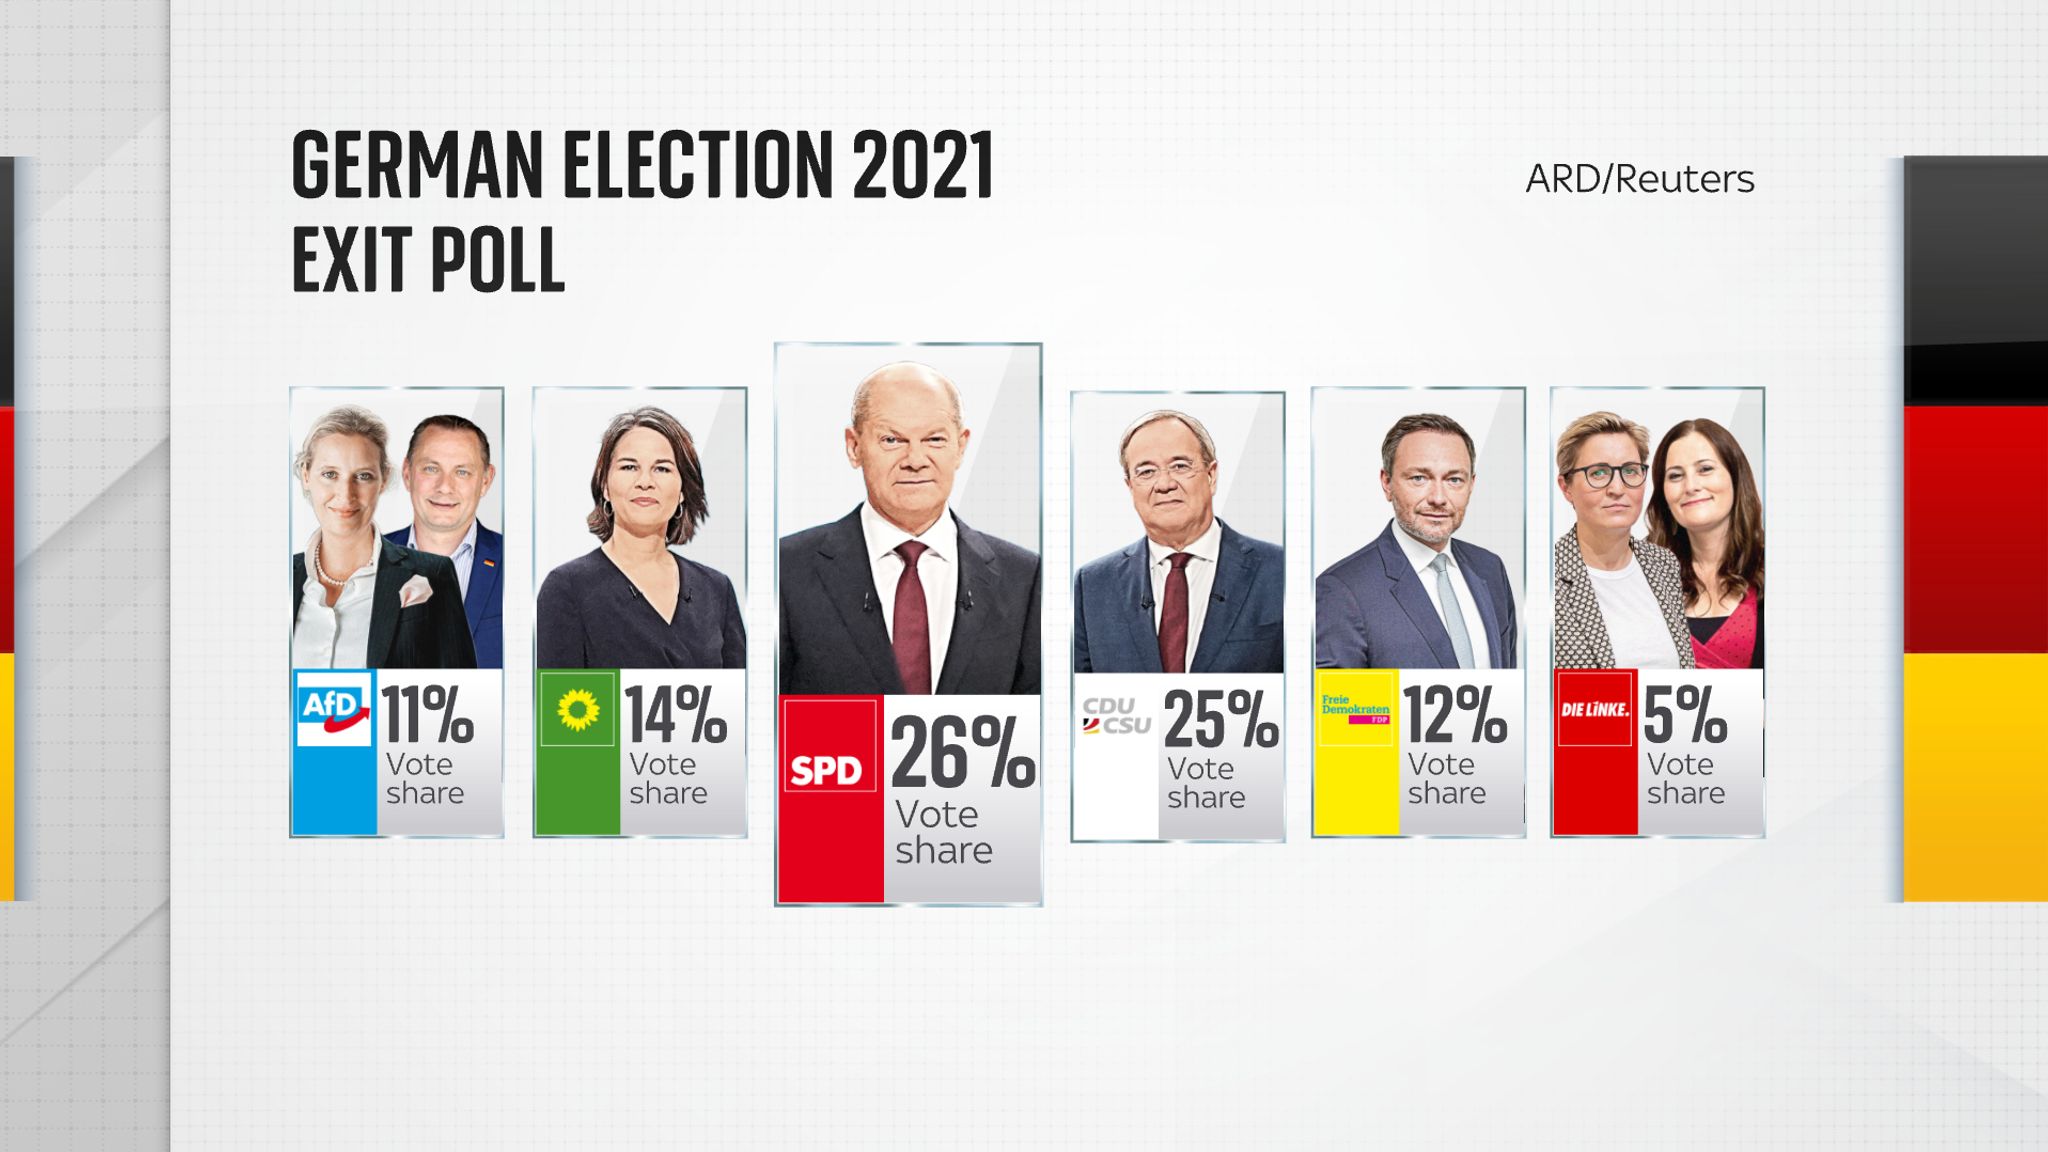 GERMAN ELECTION 2021
EXIT POLL
ARD/Reuters
AfD
11%
Vote
share
14%
Vote
share
SPD
26%
Vote
share
CDU
CSU
25%
Vote
share
Freie
Demokraten
FDP
12%
Vote
share
DIE LiNKE.
5%
Vote
share